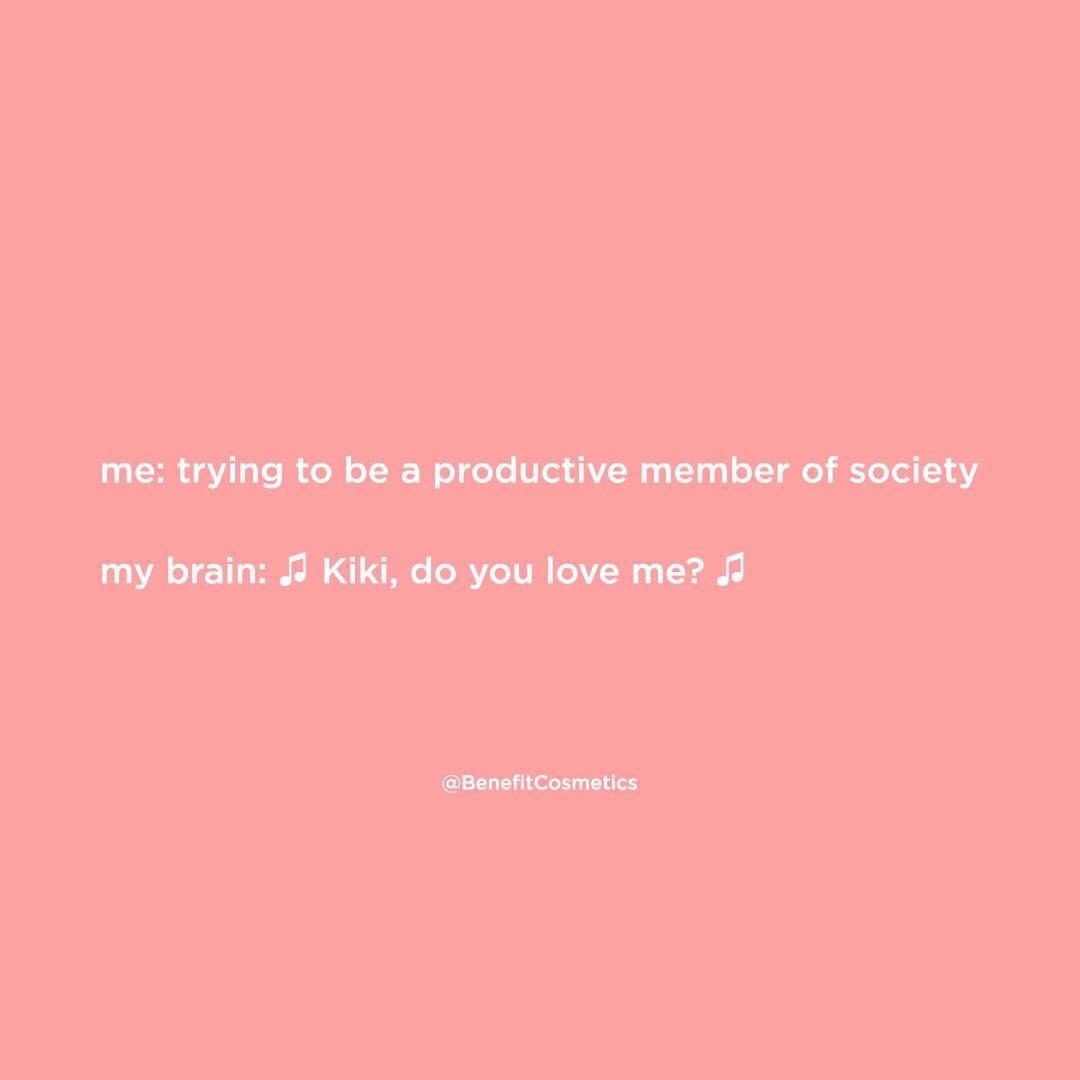 me: trying to be a productive member of society
my brain: ♫ Kiki, do you love me? ♫
@BenefitCosmetics